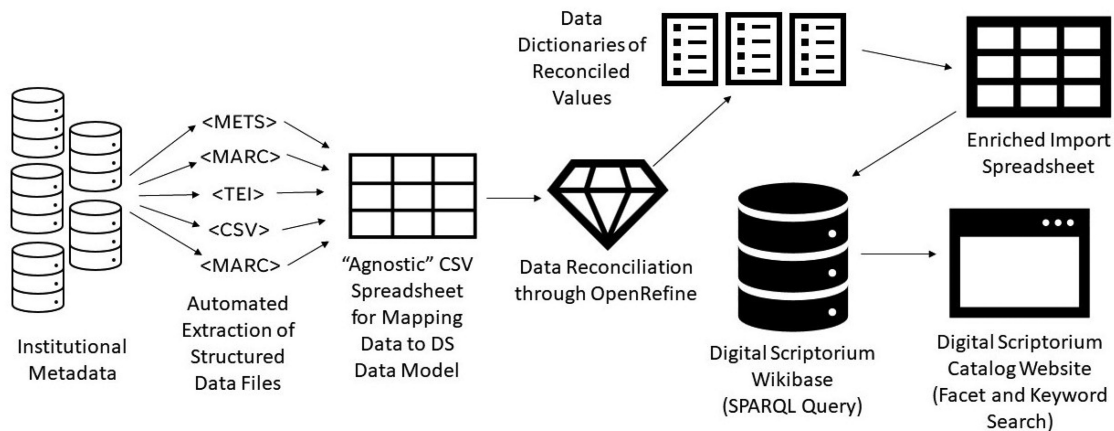 Institutional
Metadata
<METS>
<MARC>
<TEI>
<CSV>
<MARC>
Automated
Extraction of
Structured
Data Files
“Agnostic” CSV
Spreadsheet
for Mapping
Data to DS
Data Model
Data Reconciliation
through OpenRefine
Data
Dictionaries of
Reconciled
Values
Enriched Import
Spreadsheet
Digital Scriptorium
Wikibase
(SPARQL Query)
Digital Scriptorium
Catalog Website
(Facet and Keyword
Search)